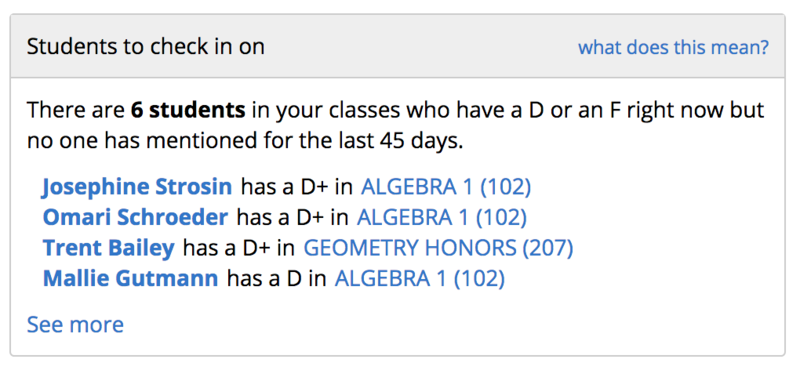 Students to check in on
what does this mean?
There are 6 students in your classes who have a D or an F right now but
no one has mentioned for the last 45 days.
Josephine Strosin has a D+ in ALGEBRA 1 (102)
Omari Schroeder has a D+ in ALGEBRA 1 (102)
Trent Bailey has a D+ in GEOMETRY HONORS (207)
Mallie Gutmann has a D in ALGEBRA 1 (102)
See more